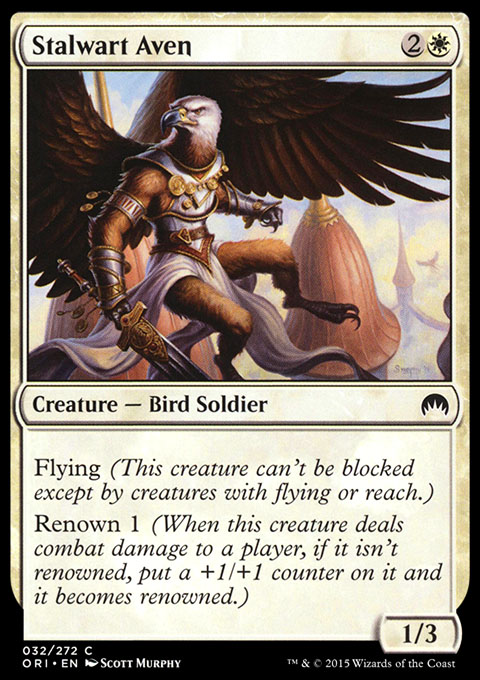 Stalwart Aven 2
Creature — Bird Soldier
Flying (This creature can't be blocked
except by creatures with flying or reach.)
Renown 1 (When this creature deals
combat damage to a player, if it isn't
renowned, put a +1/+1 counter on it and
it becomes renowned.)
1/3
032/272 C
ORI • EN Scott Murphy
™ & © 2015 Wizards of the Coast